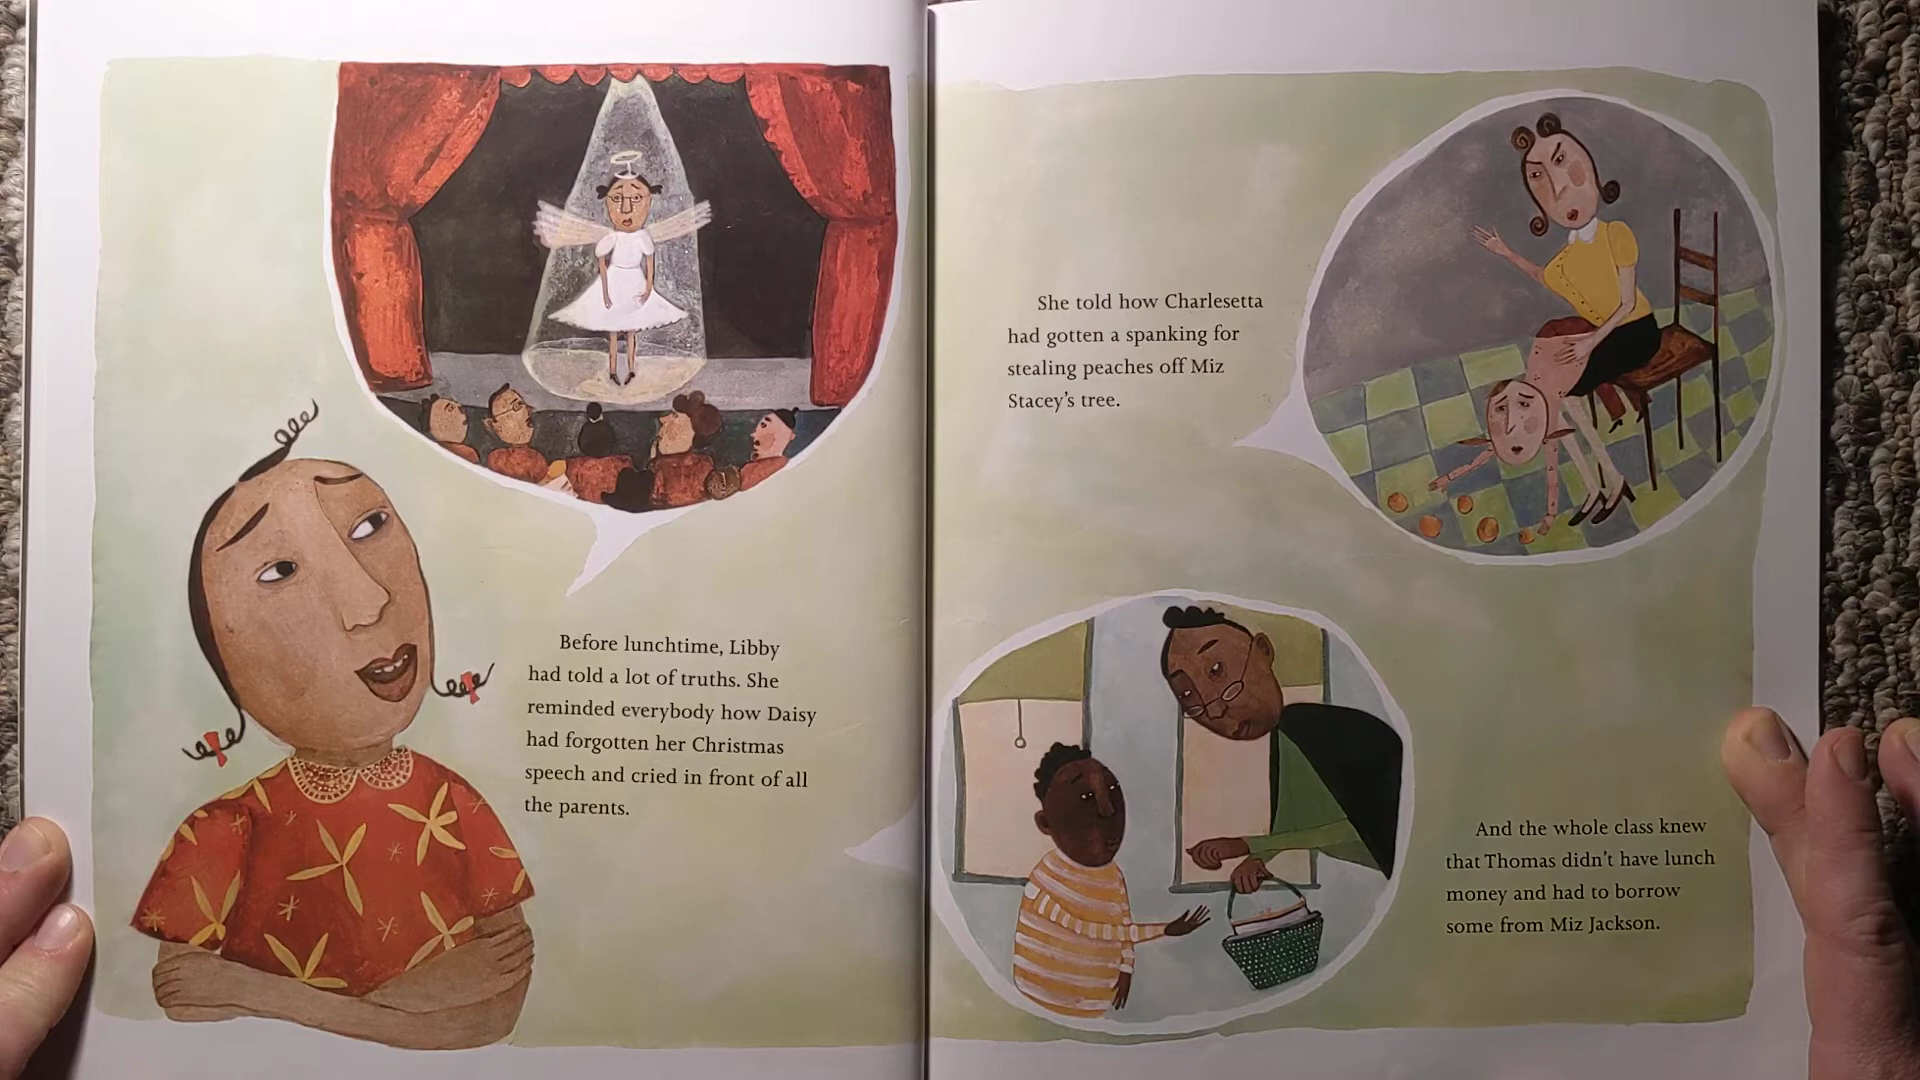 Before lunchtime, Libby
had told a lot of truths. She
reminded everybody how Daisy
had forgotten her Christmas
speech and cried in front of all
the parents.
She told how Charlesetta
had gotten a spanking for
stealing peaches off Miz
Stacey's tree.
And the whole class knew
that Thomas didn't have lunch
money and had to borrow
some from Miz Jackson.